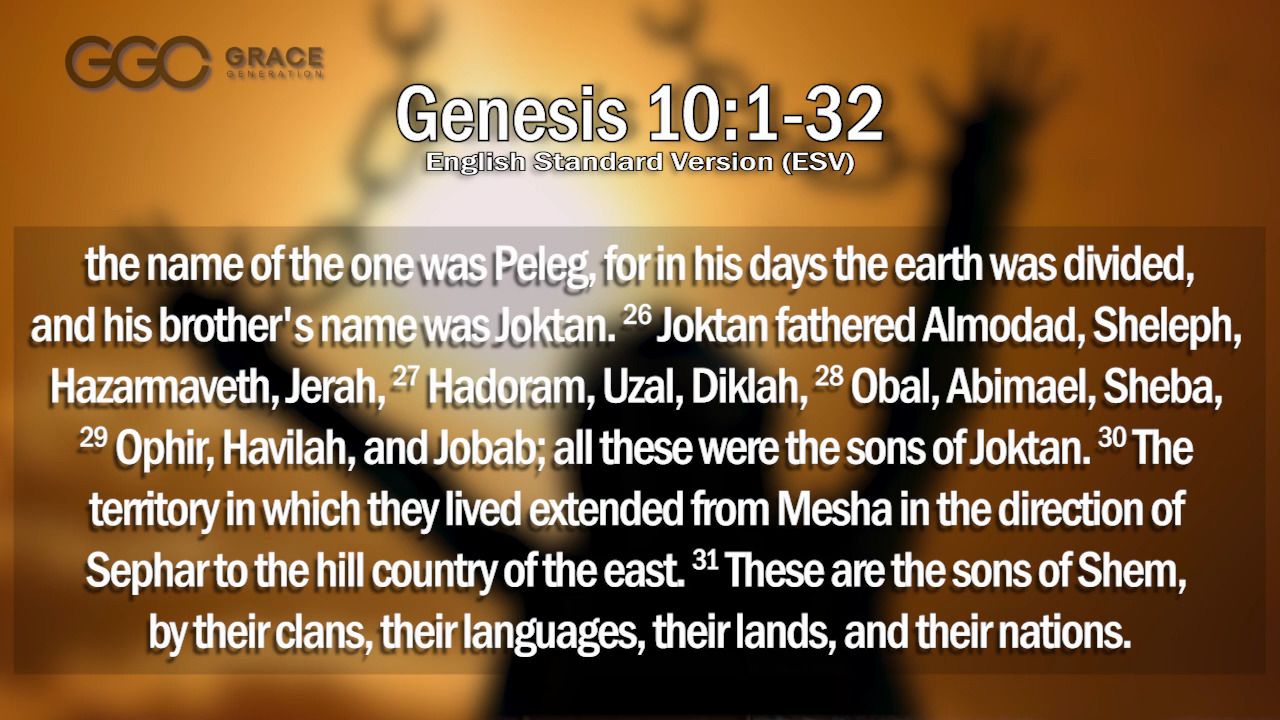 GGC GRACE
GENERATION
Genesis 10:1-32
English Standard Version (ESV)
the name of the one was Peleg, for in his days the earth was divided,
and his brother's name was Joktan. 26 Joktan fathered Almodad, Sheleph,
Hazarmaveth, Jerah, 27 Hadoram, Uzal, Diklah, 28 Obal, Abimael, Sheba,
29 Ophir, Havilah, and Jobab; all these were the sons of Joktan. 30 The
territory in which they lived extended from Mesha in the direction of
Sephar to the hill country of the east. 31 These are the sons of Shem,
by their clans, their languages, their lands, and their nations.